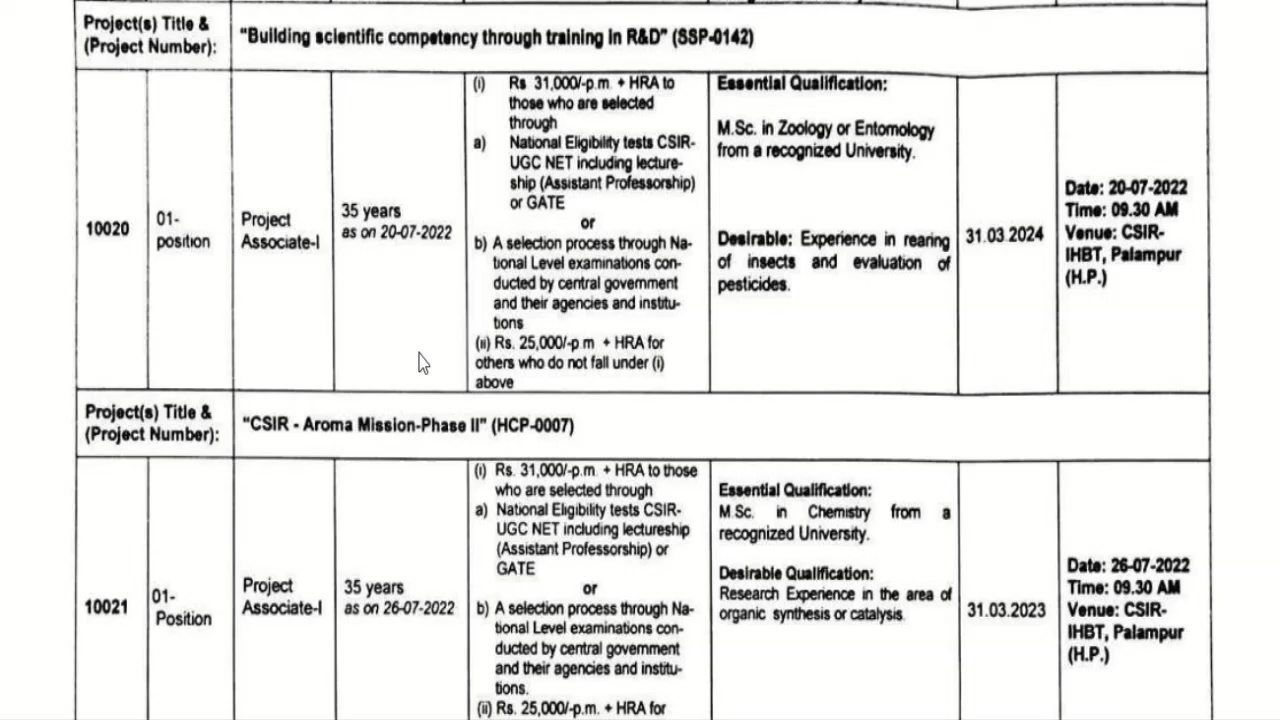 Project(s) Title &
(Project Number):
"Building scientific competency through training in R&D" (SSP-0142)
10020
01-
position
Project
Associate-I
35 years
as on 20-07-2022
(i) Rs 31,000/-p.m. + HRA to
those who are selected
through
a) National Eligibility tests CSIR-
UGC NET including lecture-
ship (Assistant Professorship)
or GATE
or
b) A selection process through Na-
tional Level examinations con-
ducted by central government
and their agencies and institu-
tions
(ii) Rs. 25,000/-p.m + HRA for
others who do not fall under (i)
above
Essential Qualification:
M.Sc. in Zoology or Entomology
from a recognized University.
Desirable: Experience in rearing
of insects and evaluation of
pesticides.
31.03.2024
Date: 20-07-2022
Time: 09.30 AM
Venue: CSIR-
IHBT, Palampur
(H.P.)
Project(s) Title &
(Project Number):
"CSIR - Aroma Mission-Phase II" (HCP-0007)
10021
01-
Position
Project
Associate-I
35 years
as on 26-07-2022
(i) Rs. 31,000/-p.m. + HRA to those
who are selected through
a) National Eligibility tests CSIR-
UGC NET including lectureship
(Assistant Professorship) or
GATE
or
b) A selection process through Na-
tional Level examinations con-
ducted by central government
and their agencies and institu-
tions.
(ii) Rs. 25,000/-p.m. + HRA for
Essential Qualification:
M.Sc. in Chemistry from a
recognized University.
Desirable Qualification:
Research Experience in the area of
organic synthesis or catalysis.
31.03.2023
Date: 26-07-2022
Time: 09.30 AM
Venue: CSIR-
IHBT, Palampur
(H.P.)